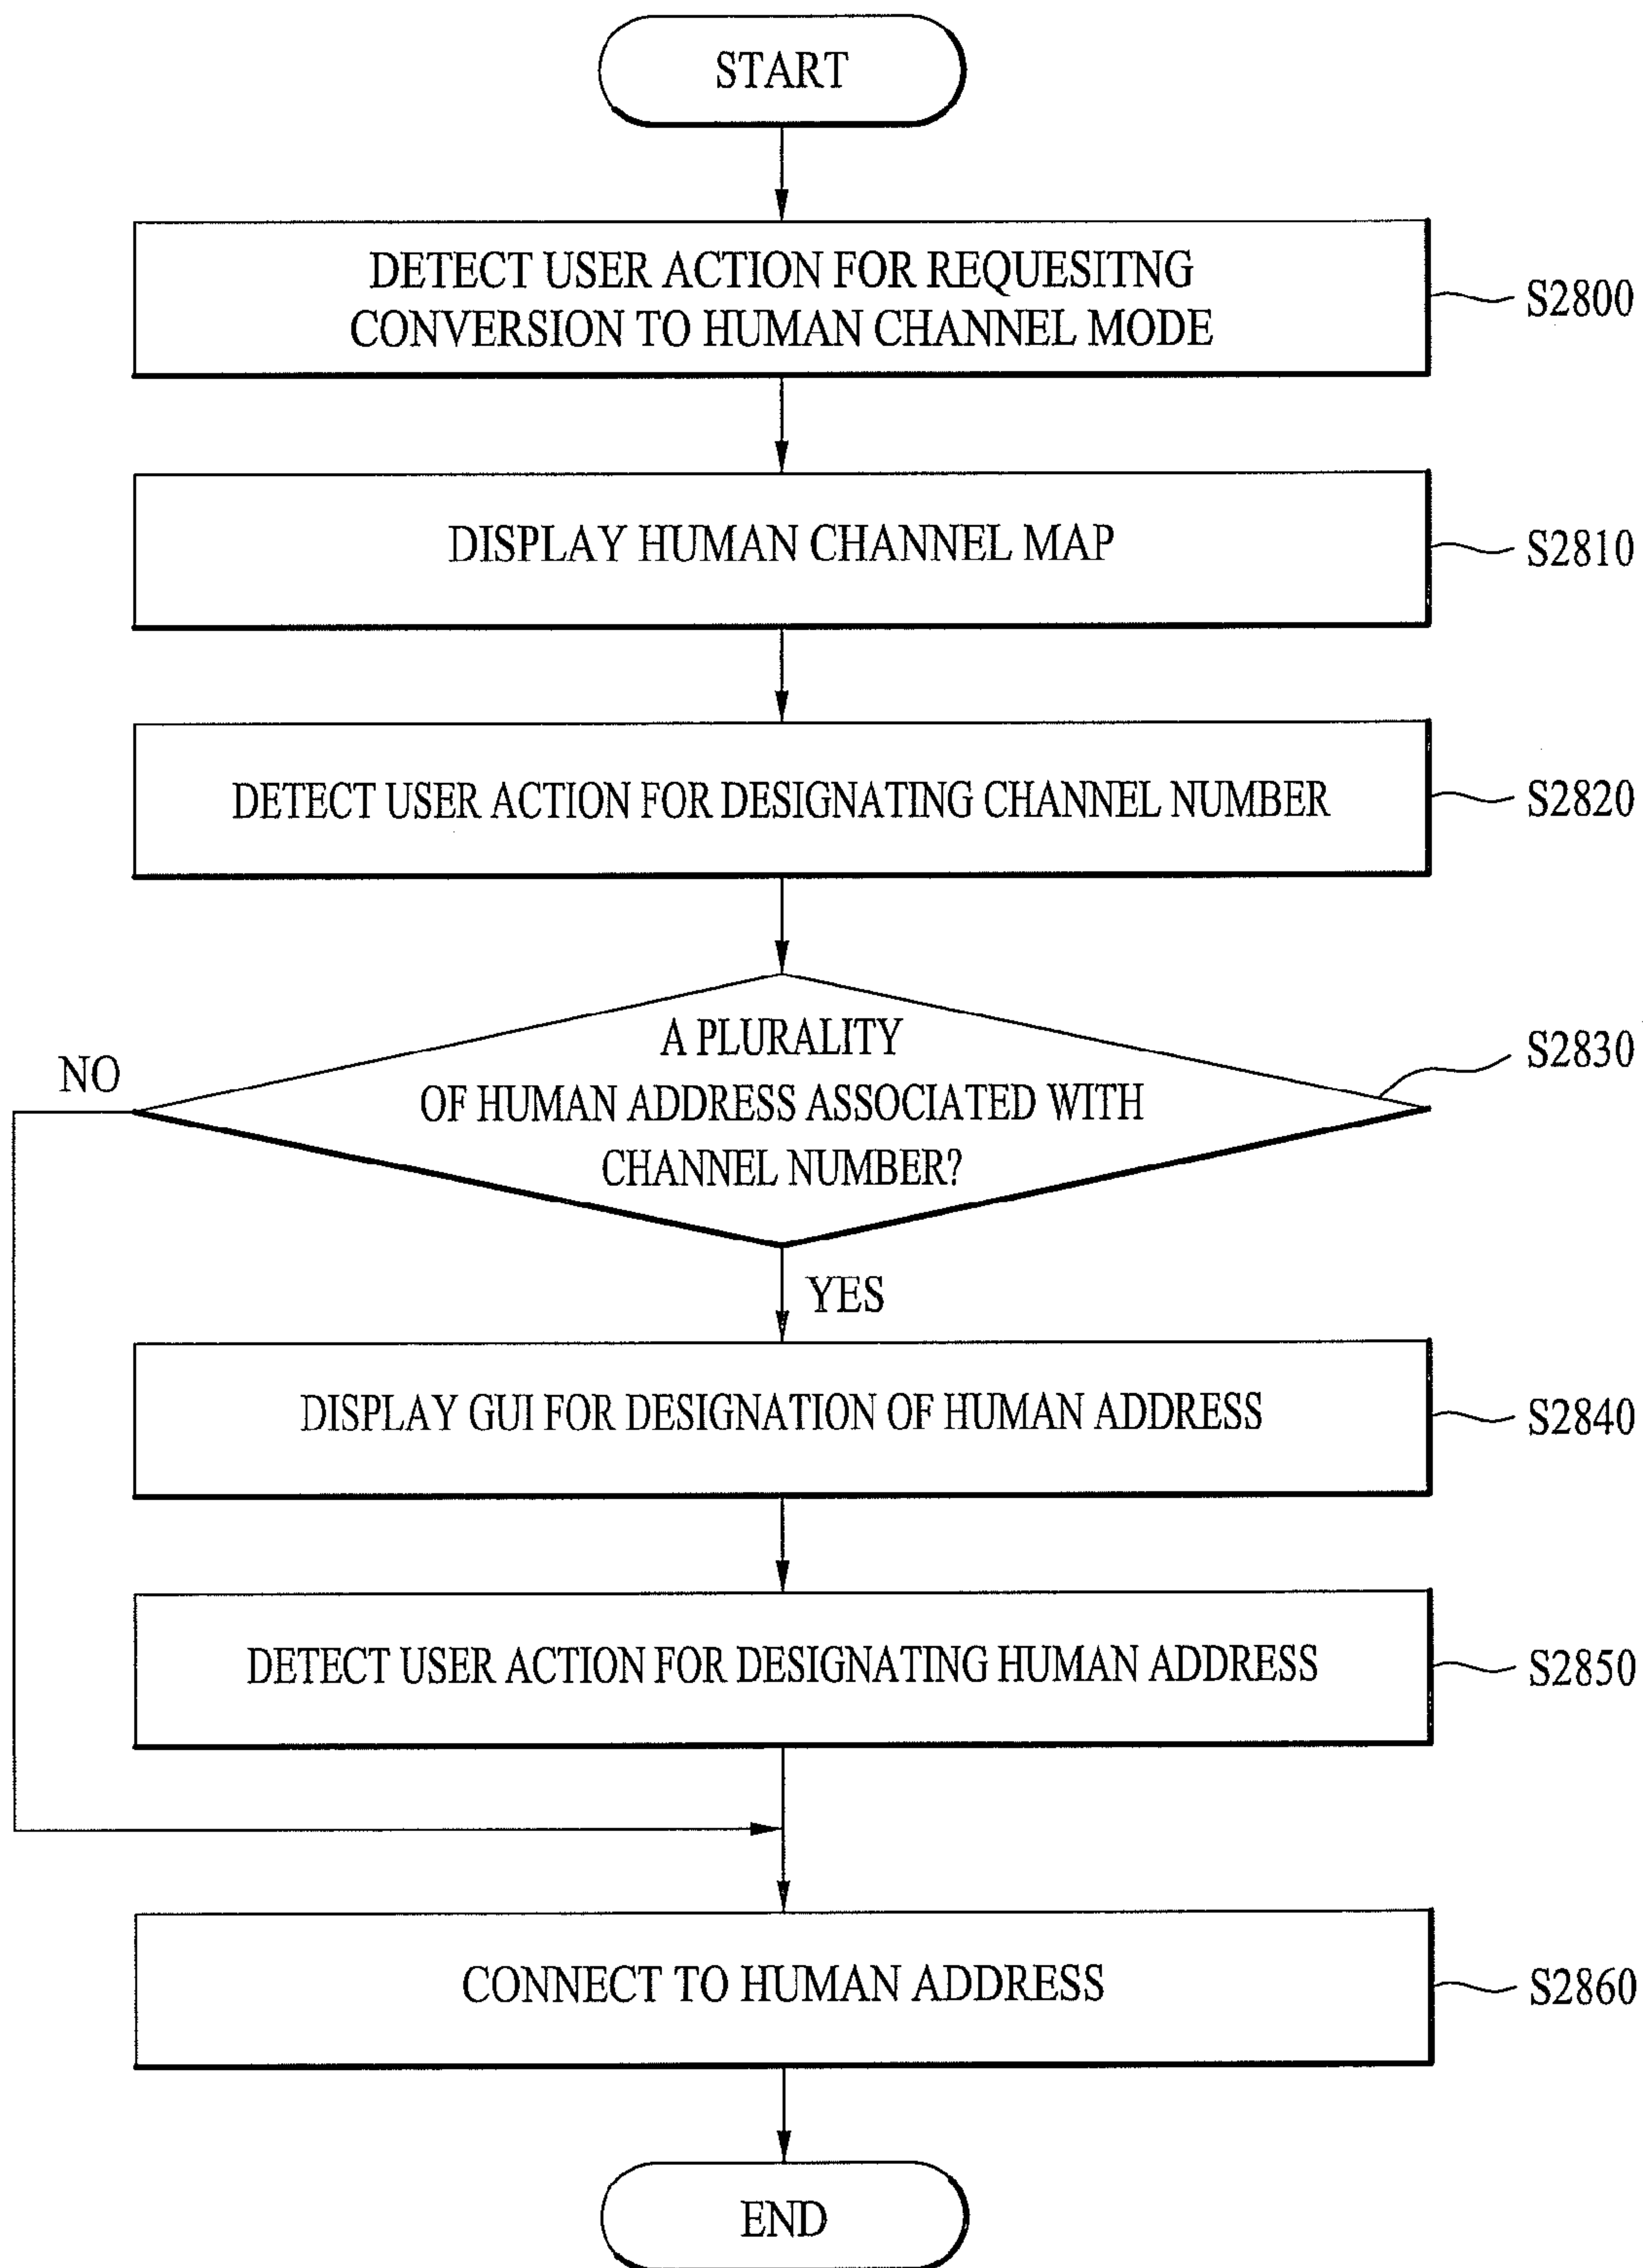 START
DETECT USER ACTION FOR REQUESITNG
CONVERSION TO HUMAN CHANNEL MODE
S2800
DISPLAY HUMAN CHANNEL MAP
S2810
DETECT USER ACTION FOR DESIGNATING CHANNEL NUMBER
S2820
A PLURALITY
OF HUMAN ADDRESS ASSOCIATED WITH
CHANNEL NUMBER?
S2830
NO
YES
DISPLAY GUI FOR DESIGNATION OF HUMAN ADDRESS
S2840
DETECT USER ACTION FOR DESIGNATING HUMAN ADDRESS
S2850
CONNECT TO HUMAN ADDRESS
S2860
END